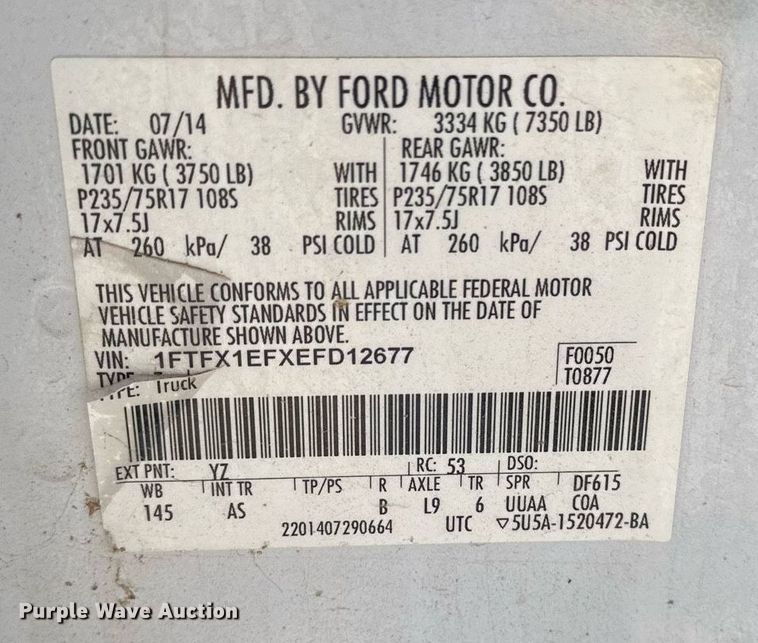 MFD. BY FORD MOTOR CO.
DATE: 07/14 GVWR: 3334 KG ( 7350 LB)
FRONT GAWR: REAR GAWR:
1701 KG ( 3750 LB) WITH 1746 KG ( 3850 LB) WITH
P235/75R17 108S TIRES P235/75R17 108S TIRES
17x7.5J RIMS 17x7.5J RIMS
AT 260 kPa/ 38 PSI COLD AT 260 kPa/ 38 PSI COLD
THIS VEHICLE CONFORMS TO ALL APPLICABLE FEDERAL MOTOR
VEHICLE SAFETY STANDARDS IN EFFECT ON THE DATE OF
MANUFACTURE SHOWN ABOVE.
VIN: 1FTFX1EFXEFD12677 F0050
TYPE: Truck T0877
EXT PNT: YZ RC: 53 DSO:
WB INT TR TP/PS R AXLE TR SPR DF615
145 AS B L9 6 UUAA COA
2201407290664 UTC ▽5U5A-1520472-BA
Purple Wave Auction